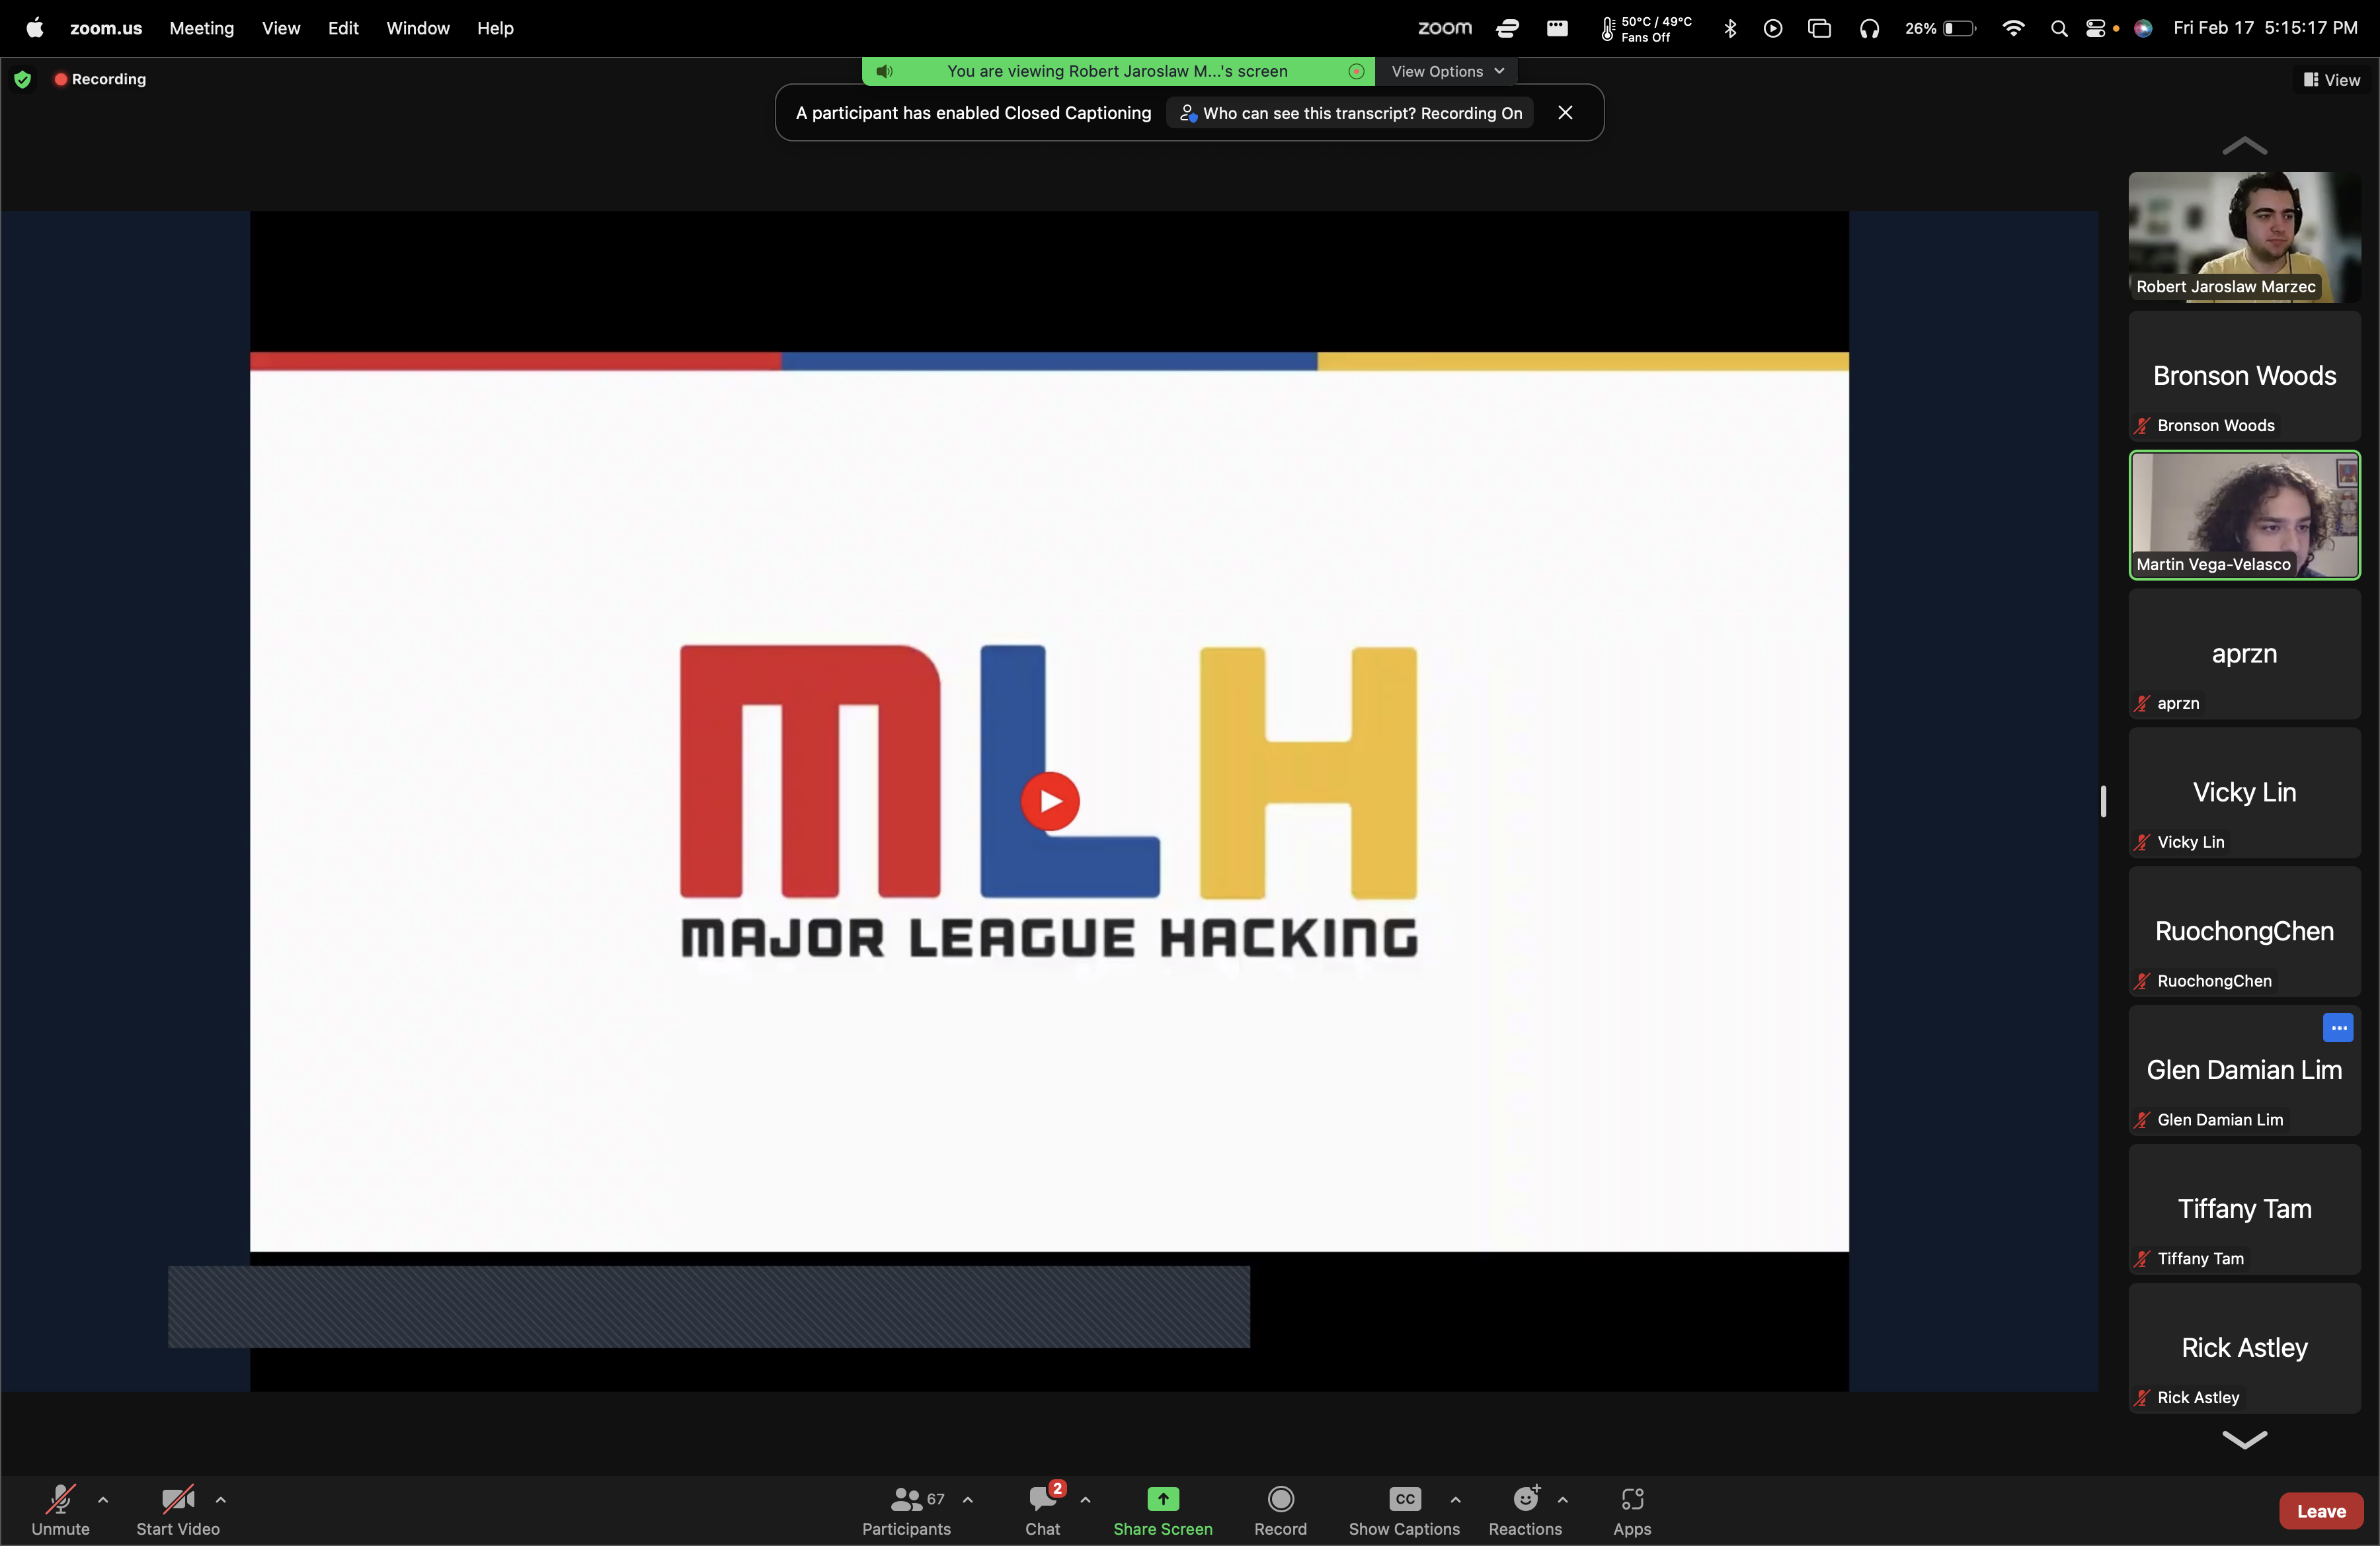 zoom.us Meeting View Edit Window Help
zoom 50°C / 49°C Fans Off 26% Fri Feb 17 5:15:17 PM
Recording
You are viewing Robert Jaroslaw M...'s screen
View Options
View
A participant has enabled Closed Captioning
Who can see this transcript? Recording On
MLH
MAJOR LEAGUE HACKING
Robert Jaroslaw Marzec
Bronson Woods
Bronson Woods
Martin Vega-Velasco
aprzn
aprzn
Vicky Lin
Vicky Lin
RuochongChen
RuochongChen
Glen Damian Lim
Glen Damian Lim
Tiffany Tam
Tiffany Tam
Rick Astley
Rick Astley
67 2 CC
Unmute Start Video Participants Chat Share Screen Record Show Captions Reactions Apps Leave